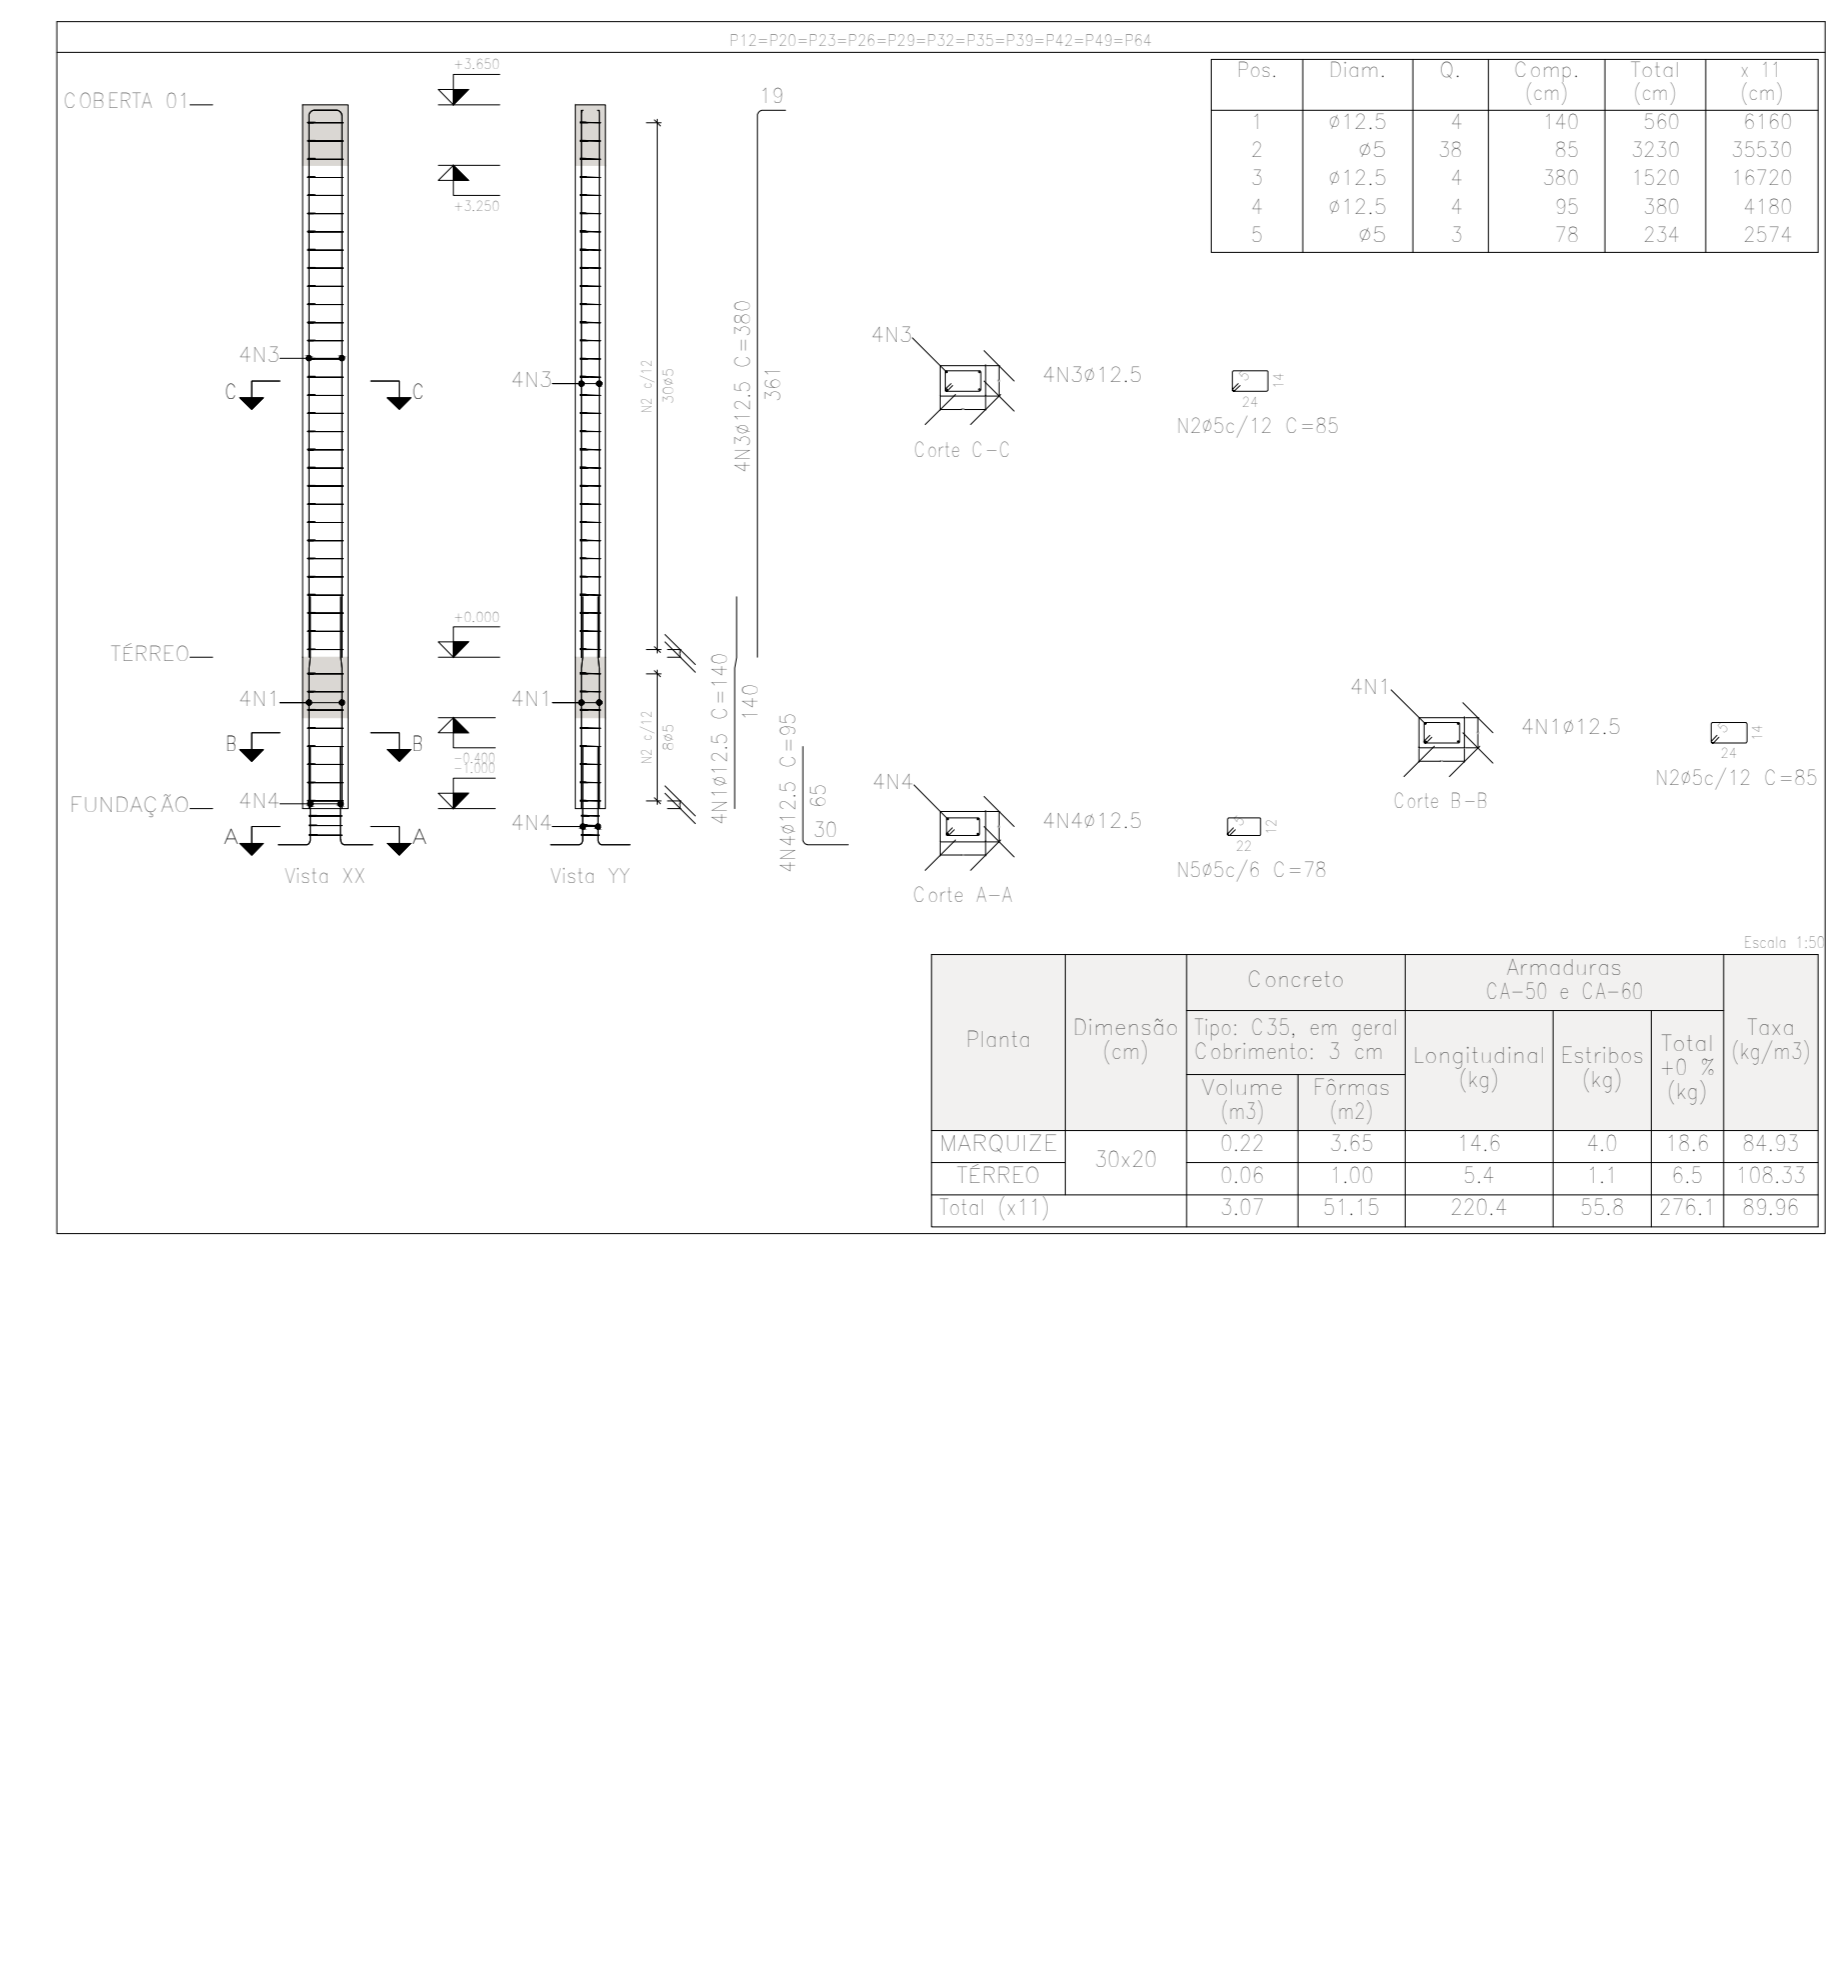 P12=P20=P23=P26=P29=P32=P35=P39=P42=P49=P64
Pos. Diam. Q. Comp. (cm) Total (cm) x 11 (cm)
1 ø12.5 4 140 560 6160
2 ø5 38 85 3230 35530
3 ø12.5 4 380 1520 16720
4 ø12.5 4 95 380 4180
5 ø5 3 78 234 2574
COBERTA 01
+3.650
+3.250
19
4N3
4N3
C
C
N2 c/12
30ø5
4N3ø12.5 C=380
361
4N3
4N3ø12.5
Corte C-C
5
14
24
N2ø5c/12 C=85
TÉRREO
+0.000
4N1
4N1
B
B
-0.400
-1.000
N2 c/12
8ø5
4N1ø12.5 C=140
140
4N1
4N1ø12.5
Corte B-B
5
14
24
N2ø5c/12 C=85
FUNDAÇÃO
4N4
4N4
A
A
Vista XX
Vista YY
4N4ø12.5 C=95
65
30
4N4
4N4ø12.5
Corte A-A
5
12
22
N5ø5c/6 C=78
Escala 1:50
Planta
Dimensão
(cm)
Concreto
Tipo: C35, em geral
Cobrimento: 3 cm
Volume
(m3)
Fôrmas
(m2)
Armaduras
CA-50 e CA-60
Longitudinal
(kg)
Estribos
(kg)
Total
+0 %
(kg)
Taxa
(kg/m3)
MARQUIZE 30x20 0.22 3.65 14.6 4.0 18.6 84.93
TÉRREO 0.06 1.00 5.4 1.1 6.5 108.33
Total (x11) 3.07 51.15 220.4 55.8 276.1 89.96